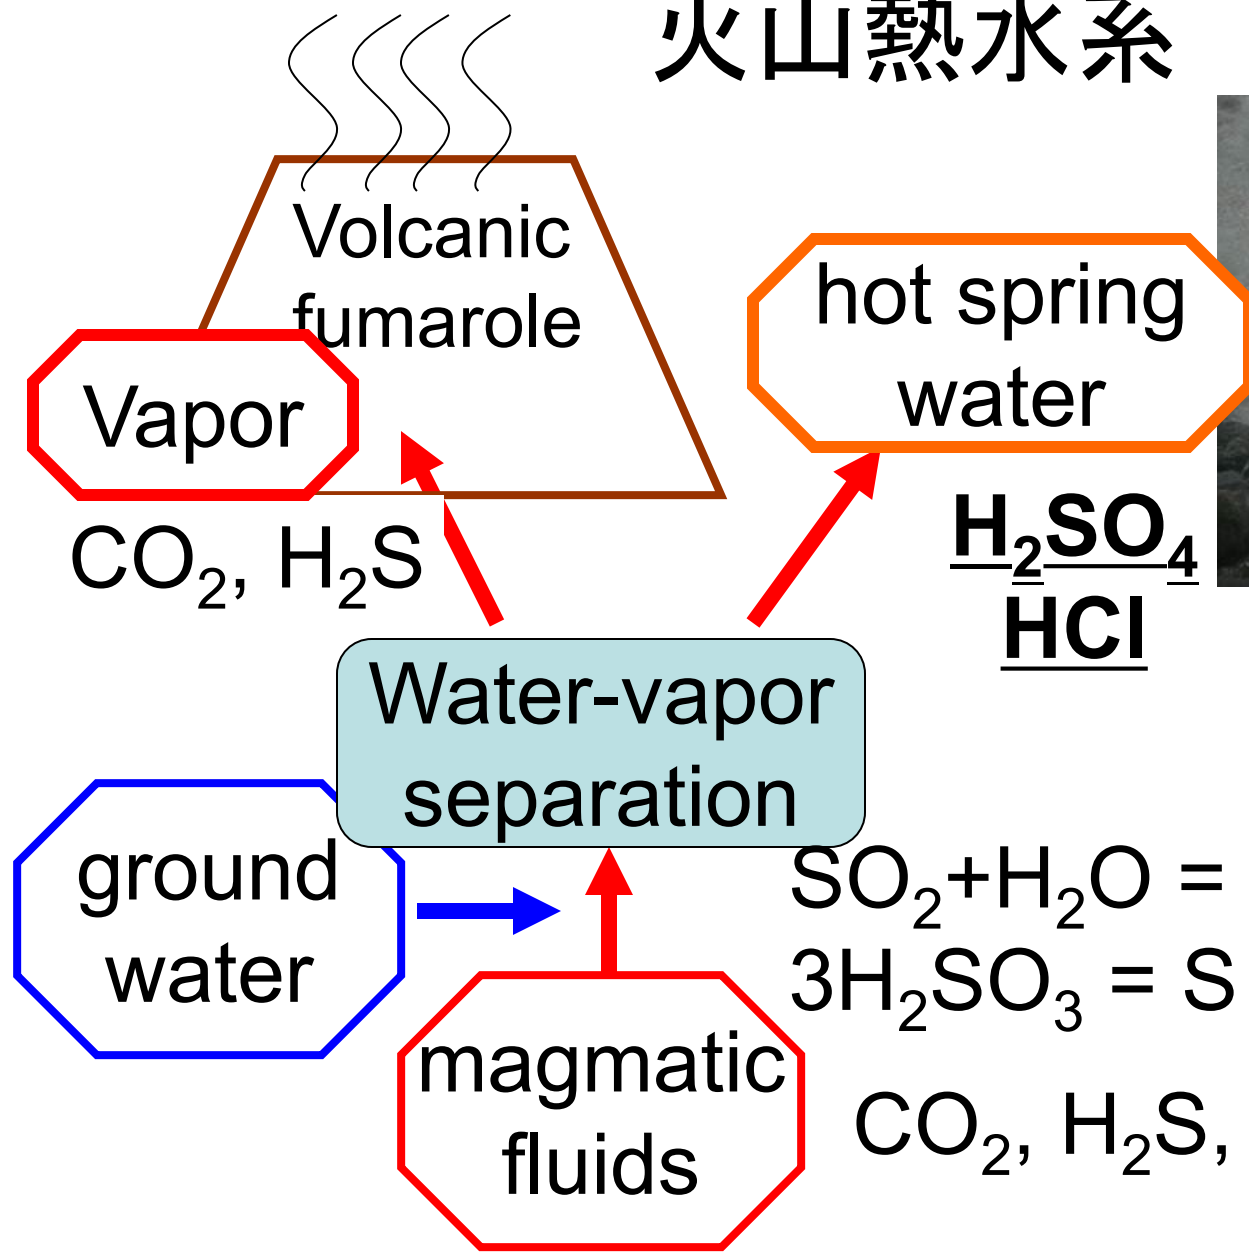 火山熱水系
Volcanic
fumarole
hot spring
water
Vapor
CO₂, H₂S
H₂SO₄
HCl
Water-vapor
separation
ground
water
SO₂+H₂O =
3H₂SO₃ = S
magmatic
fluids
CO₂, H₂S,